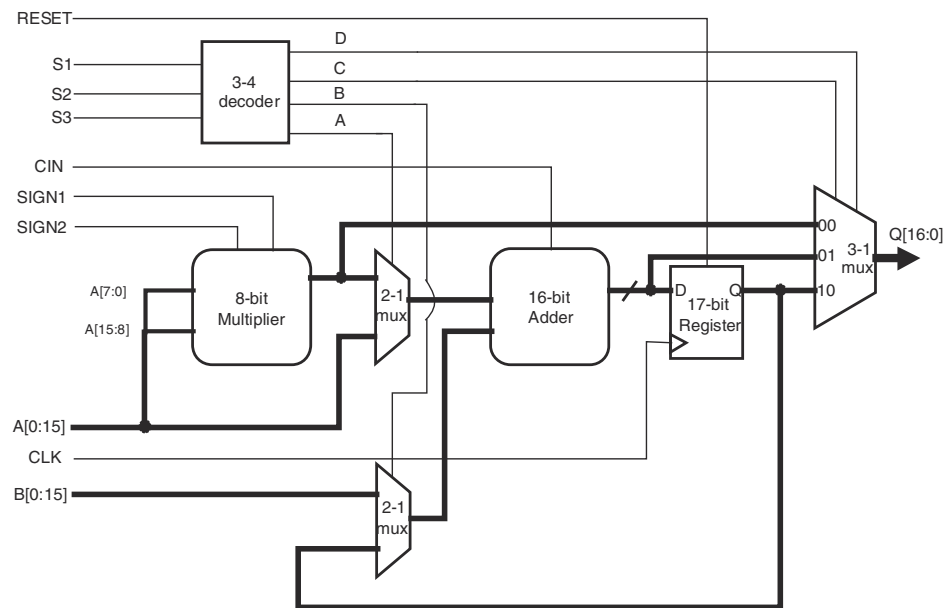 RESET
S1
S2
S3
3-4
decoder
D
C
B
A
CIN
SIGN1
SIGN2
A[7:0]
A[15:8]
8-bit
Multiplier
2-1
mux
16-bit
Adder
D
Q
17-bit
Register
00
01
10
3-1
mux
Q[16:0]
A[0:15]
CLK
B[0:15]
2-1
mux